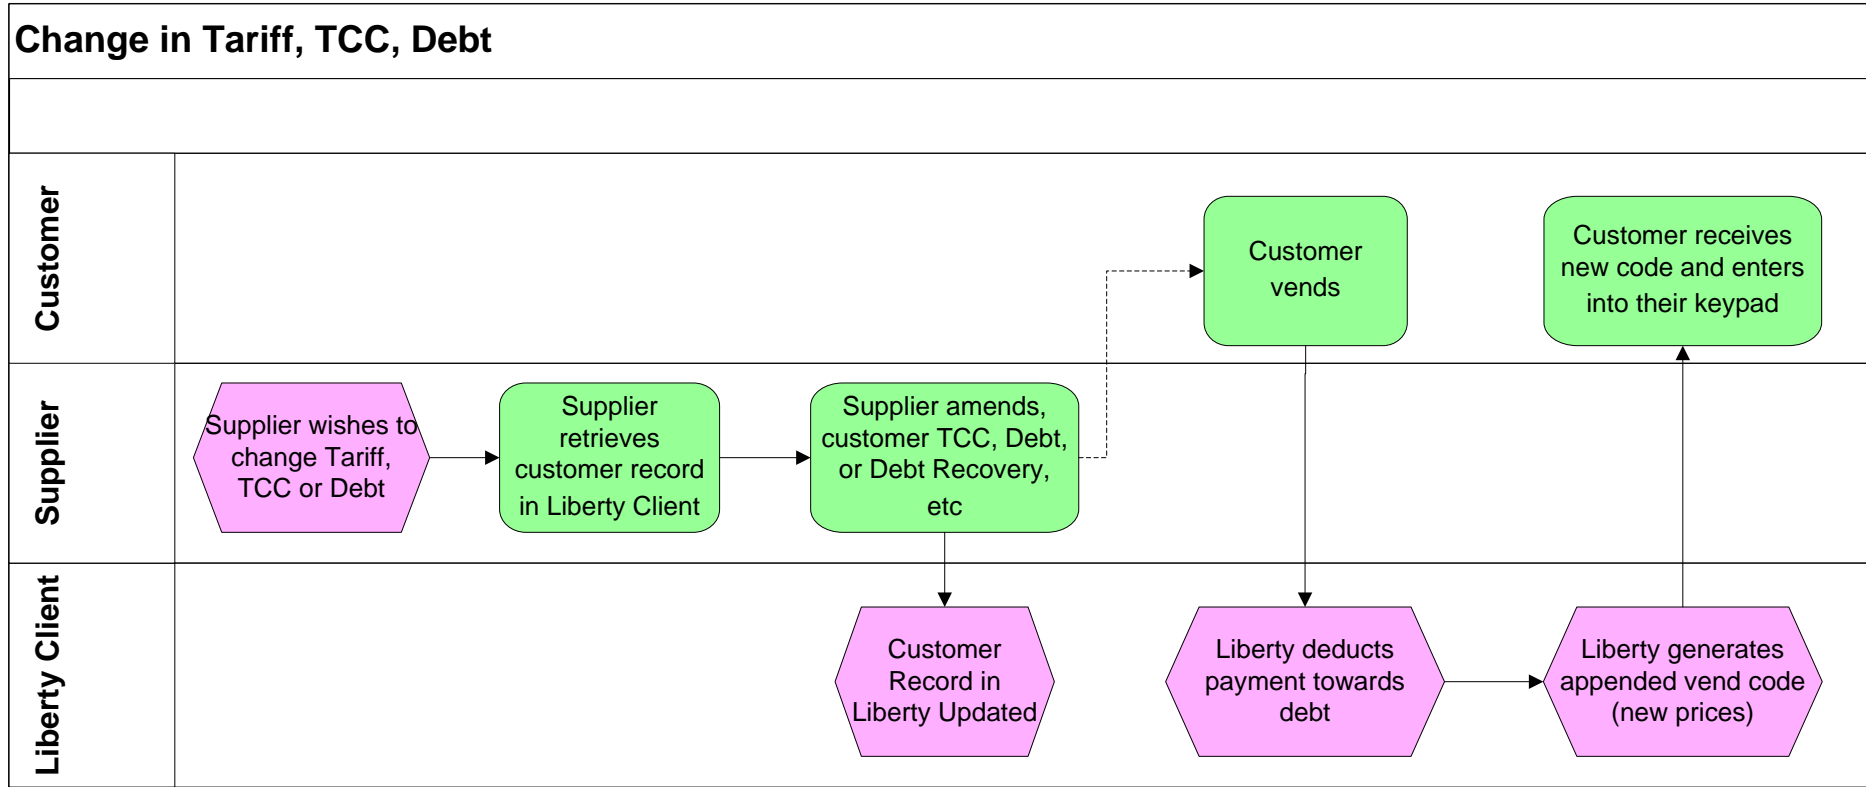 Change in Tariff, TCC, Debt
Customer
Customer
vends
Customer receives
new code and enters
into their keypad
Supplier
Supplier wishes to
change Tariff,
TCC or Debt
Supplier
retrieves
customer record
in Liberty Client
Supplier amends,
customer TCC, Debt,
or Debt Recovery,
etc
Liberty Client
Customer
Record in
Liberty Updated
Liberty deducts
payment towards
debt
Liberty generates
appended vend code
(new prices)